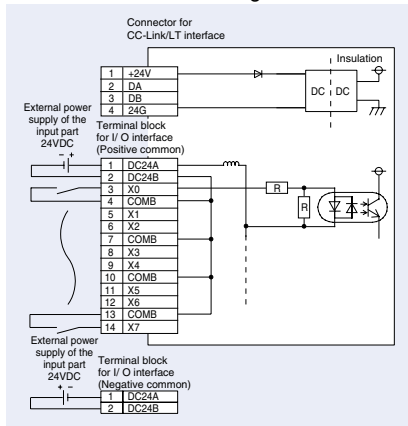 Connector for
CC-Link/LT interface
Insulation
1 +24V
2 DA
3 DB
4 24G
DC DC
External power
supply of the
input part
24VDC
- +
Terminal block
for I/ O interface
(Positive common)
1 DC24A
2 DC24B
3 X0
4 COMB
5 X1
6 X2
7 COMB
8 X3
9 X4
10 COMB
11 X5
12 X6
13 COMB
14 X7
R
R
External power
supply of the
input part
24VDC
+ -
Terminal block
for I/ O interface
(Negative common)
1 DC24A
2 DC24B